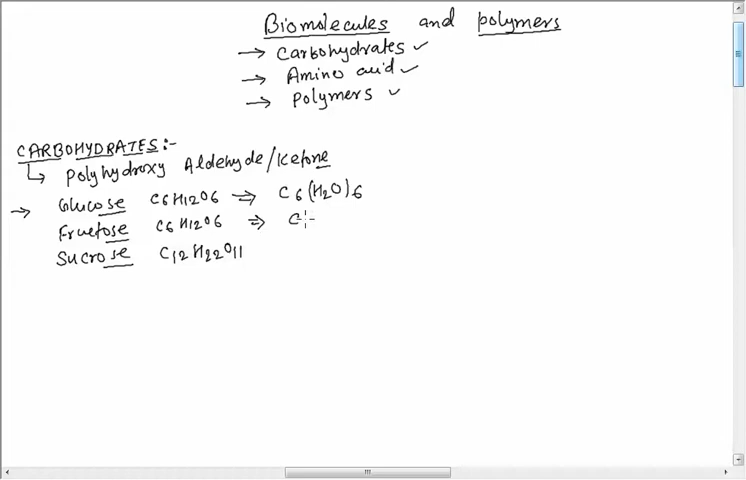 Biomolecules and polymers
→ Carbohydrates ✓
→ Amino acid ✓
→ Polymers ✓
CARBOHYDRATES:-
↳ Polyhydroxy Aldehyde/Ketone
→ Glucose C6H12O6 ⇒ C6(H2O)6
Fructose C6H12O6 ⇒ C
Sucrose C12H22O11